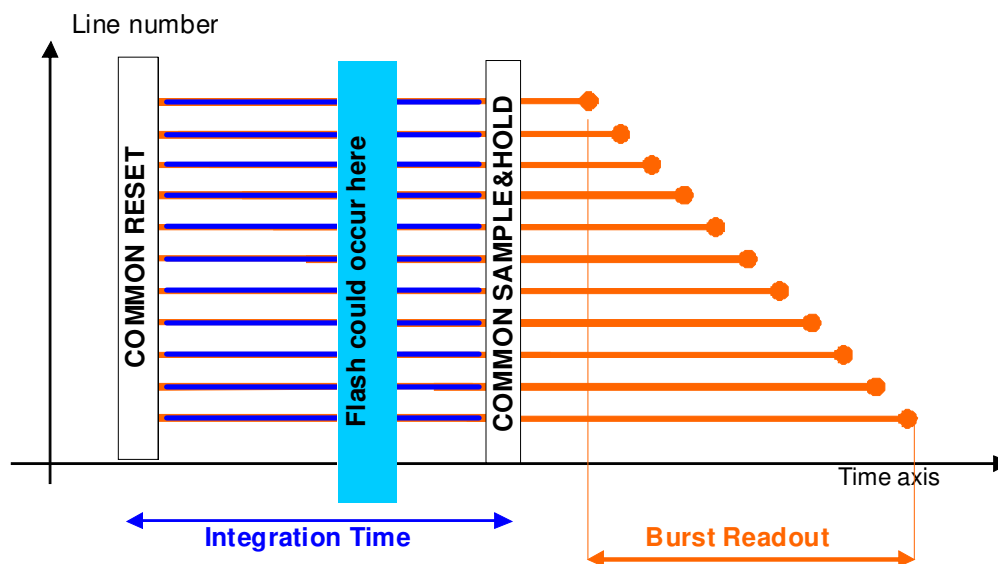 Line number
COMMON RESET
Flash could occur here
COMMON SAMPLE&HOLD
Time axis
Integration Time
Burst Readout